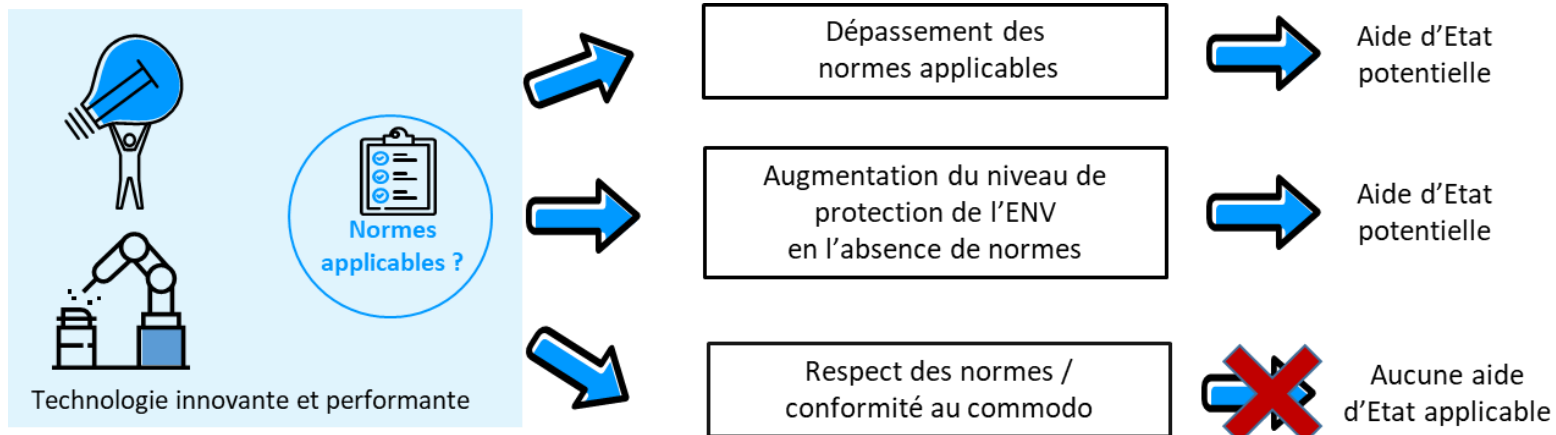 Dépassement des
normes applicables
Aide d'Etat
potentielle
Normes
applicables ?
Augmentation du niveau de
protection de l'ENV
en l'absence de normes
Aide d'Etat
potentielle
Technologie innovante et performante
Respect des normes /
conformité au commodo
Aucune aide
d'Etat applicable